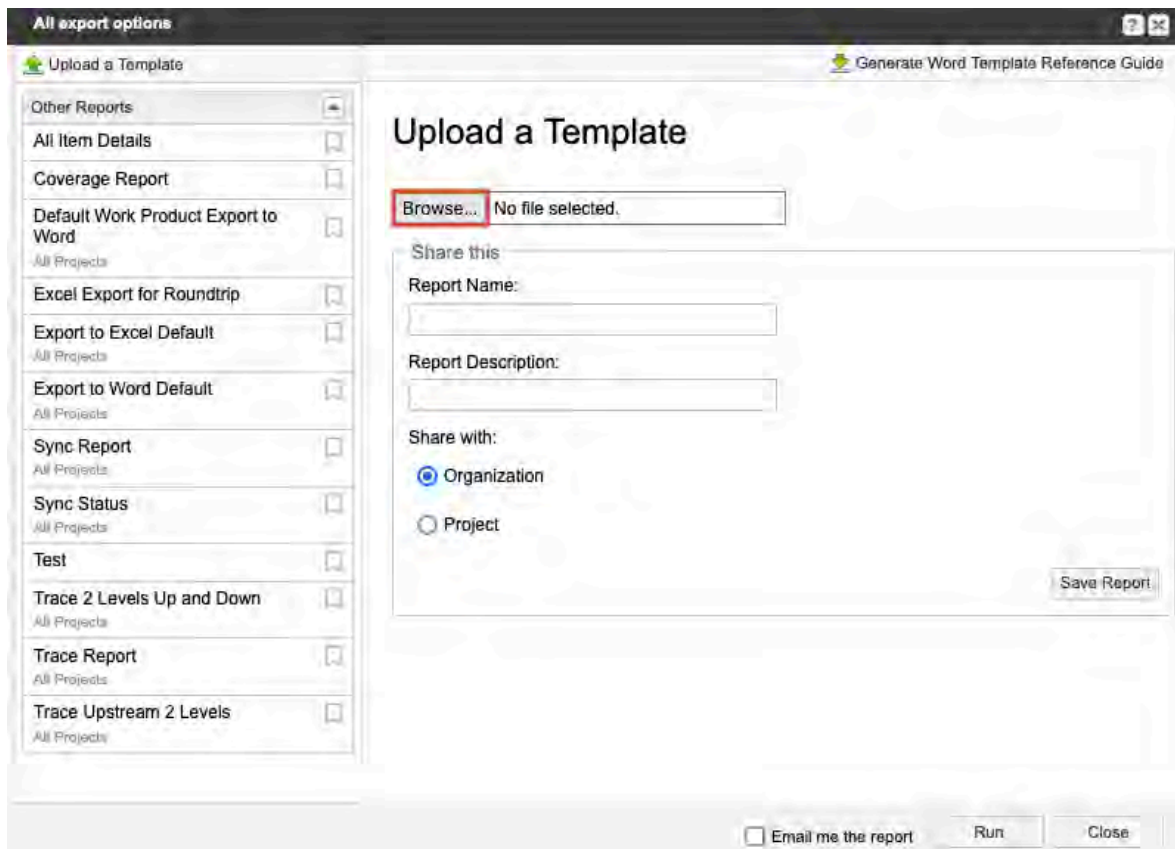 All export options
?
Upload a Template
Generate Word Template Reference Guide
Other Reports
All Item Details
Coverage Report
Default Work Product Export to
Word
All Projects
Excel Export for Roundtrip
Export to Excel Default
All Projects
Export to Word Default
All Projects
Sync Report
All Projects
Sync Status
All Projects
Test
Trace 2 Levels Up and Down
All Projects
Trace Report
All Projects
Trace Upstream 2 Levels
All Projects
Upload a Template
Browse... No file selected.
Share this
Report Name:
Report Description:
Share with:
Organization
Project
Save Report
Email me the report
Run
Close